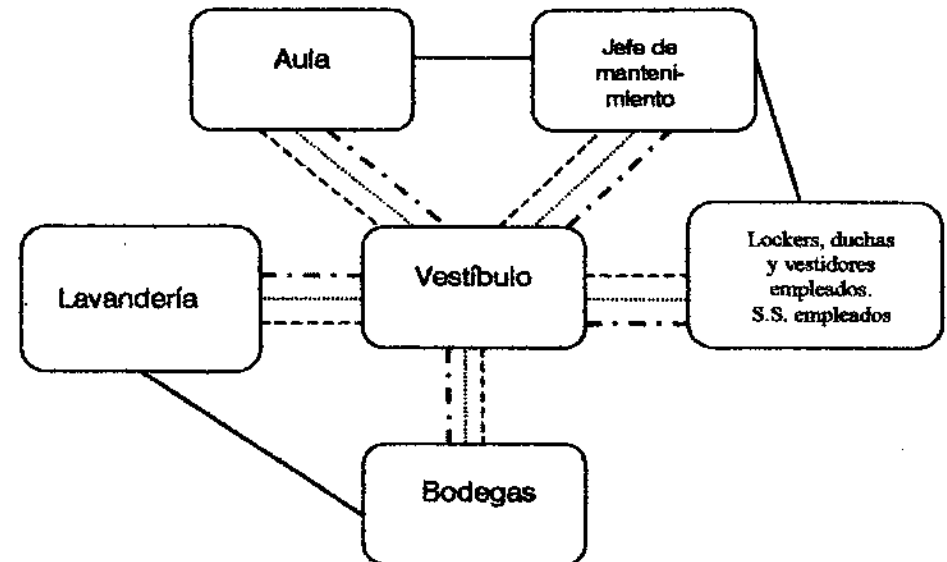 Aula
Jefe de
manteni-
miento
Lavandería
Vestíbulo
Lockers, duchas
y vestidores
empleados.
S.S. empleados
Bodegas